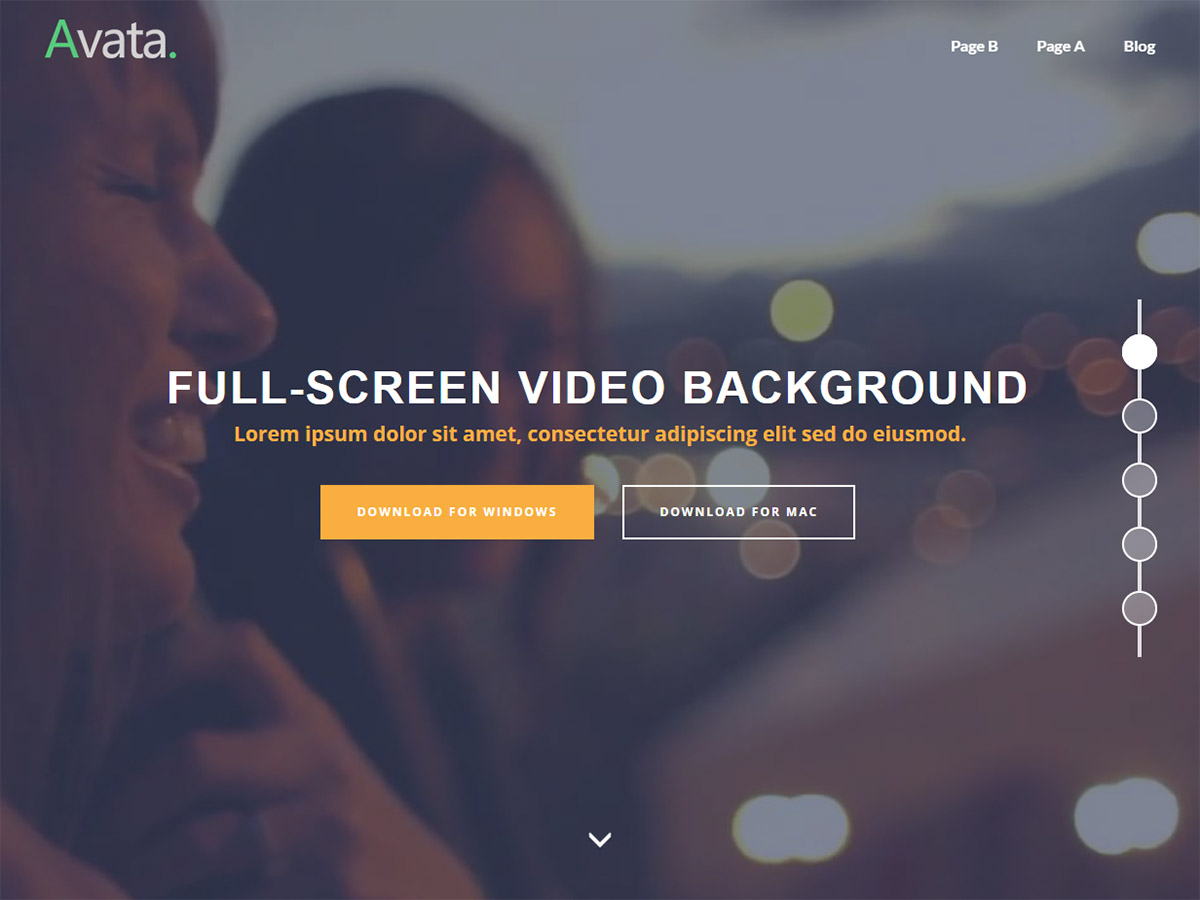 Avata.
Page B Page A Blog
FULL-SCREEN VIDEO BACKGROUND
Lorem ipsum dolor sit amet, consectetur adipiscing elit sed do eiusmod.
DOWNLOAD FOR WINDOWS DOWNLOAD FOR MAC